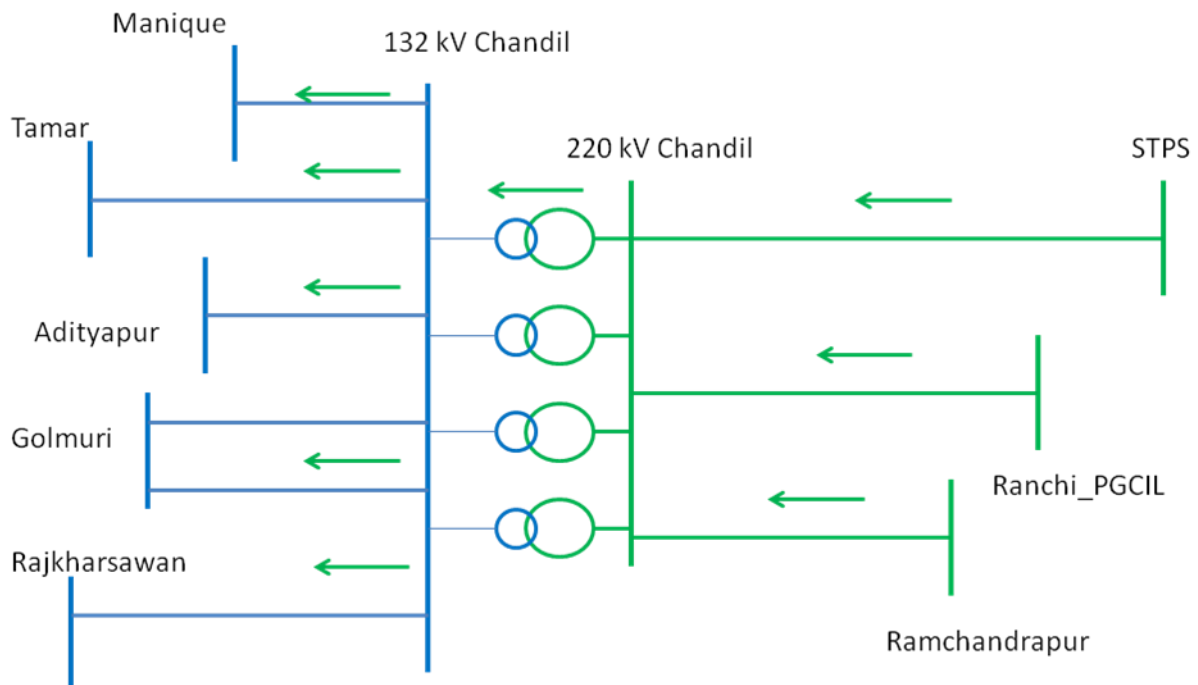 Manique
132 kV Chandil
Tamar
220 kV Chandil
STPS
Adityapur
Golmuri
Ranchi_PGCIL
Rajkharsawan
Ramchandrapur